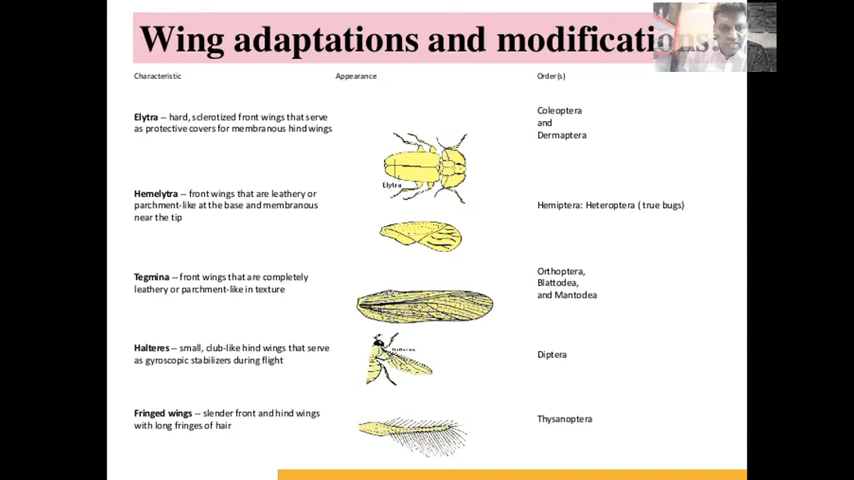 Wing adaptations and modifications.
Characteristic Appearance Order(s)
Elytra -- hard, sclerotized front wings that serve
as protective covers for membranous hind wings
Coleoptera
and
Dermaptera
Elytra
Hemelytra -- front wings that are leathery or
parchment-like at the base and membranous
near the tip
Hemiptera: Heteroptera ( true bugs)
Tegmina -- front wings that are completely
leathery or parchment-like in texture
Orthoptera,
Blattodea,
and Mantodea
Halteres -- small, club-like hind wings that serve
as gyroscopic stabilizers during flight
Halteres
Diptera
Fringed wings -- slender front and hind wings
with long fringes of hair
Thysanoptera